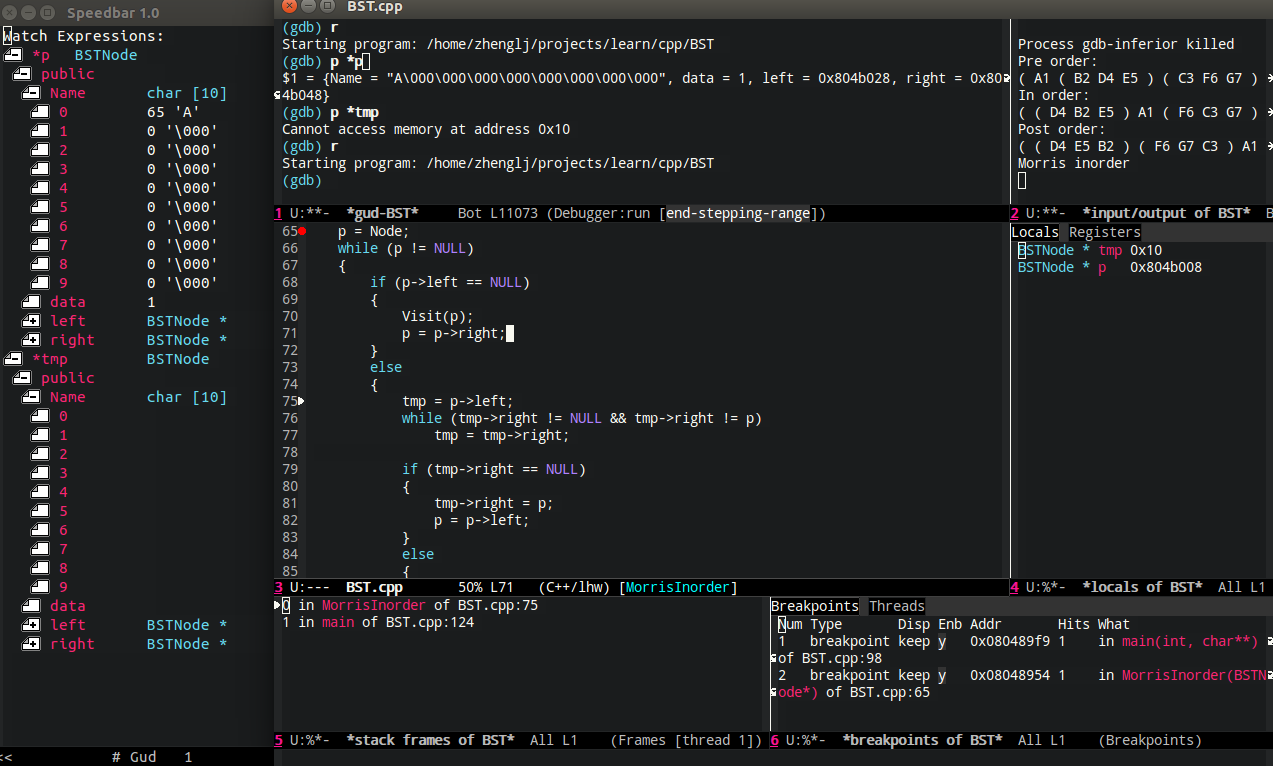 Speedbar 1.0
Watch Expressions:
*p BSTNode
public
Name char [10]
0 65 'A'
1 0 '\000'
2 0 '\000'
3 0 '\000'
4 0 '\000'
5 0 '\000'
6 0 '\000'
7 0 '\000'
8 0 '\000'
9 0 '\000'
data 1
left BSTNode *
right BSTNode *
*tmp BSTNode
public
Name char [10]
0
1
2
3
4
5
6
7
8
9
data
left BSTNode *
right BSTNode *
<< # Gud 1
BST.cpp
(gdb) r
Starting program: /home/zhenglj/projects/learn/cpp/BST
(gdb) p *p
$1 = {Name = "A\000\000\000\000\000\000\000\000", data = 1, left = 0x804b028, right = 0x80
4b048}
(gdb) p *tmp
Cannot access memory at address 0x10
(gdb) r
Starting program: /home/zhenglj/projects/learn/cpp/BST
(gdb)
1 U:**- *gud-BST* Bot L11073 (Debugger:run [end-stepping-range])
Process gdb-inferior killed
Pre order:
( A1 ( B2 D4 E5 ) ( C3 F6 G7 )
In order:
( ( D4 B2 E5 ) A1 ( F6 C3 G7 )
Post order:
( ( D4 E5 B2 ) ( F6 G7 C3 ) A1
Morris inorder
2 U:**- *input/output of BST* B
65 p = Node;
66 while (p != NULL)
67 {
68 if (p->left == NULL)
69 {
70 Visit(p);
71 p = p->right;
72 }
73 else
74 {
75 tmp = p->left;
76 while (tmp->right != NULL && tmp->right != p)
77 tmp = tmp->right;
78
79 if (tmp->right == NULL)
80 {
81 tmp->right = p;
82 p = p->left;
83 }
84 else
85 {
3 U:--- BST.cpp 50% L71 (C++/lhw) [MorrisInorder]
Locals Registers
BSTNode * tmp 0x10
BSTNode * p 0x804b008
4 U:%*- *locals of BST* All L1
0 in MorrisInorder of BST.cpp:75
1 in main of BST.cpp:124
5 U:%*- *stack frames of BST* All L1 (Frames [thread 1])
Breakpoints Threads
Num Type Disp Enb Addr Hits What
1 breakpoint keep y 0x080489f9 1 in main(int, char**)
of BST.cpp:98
2 breakpoint keep y 0x08048954 1 in MorrisInorder(BSTN
ode*) of BST.cpp:65
6 U:%*- *breakpoints of BST* All L1 (Breakpoints)